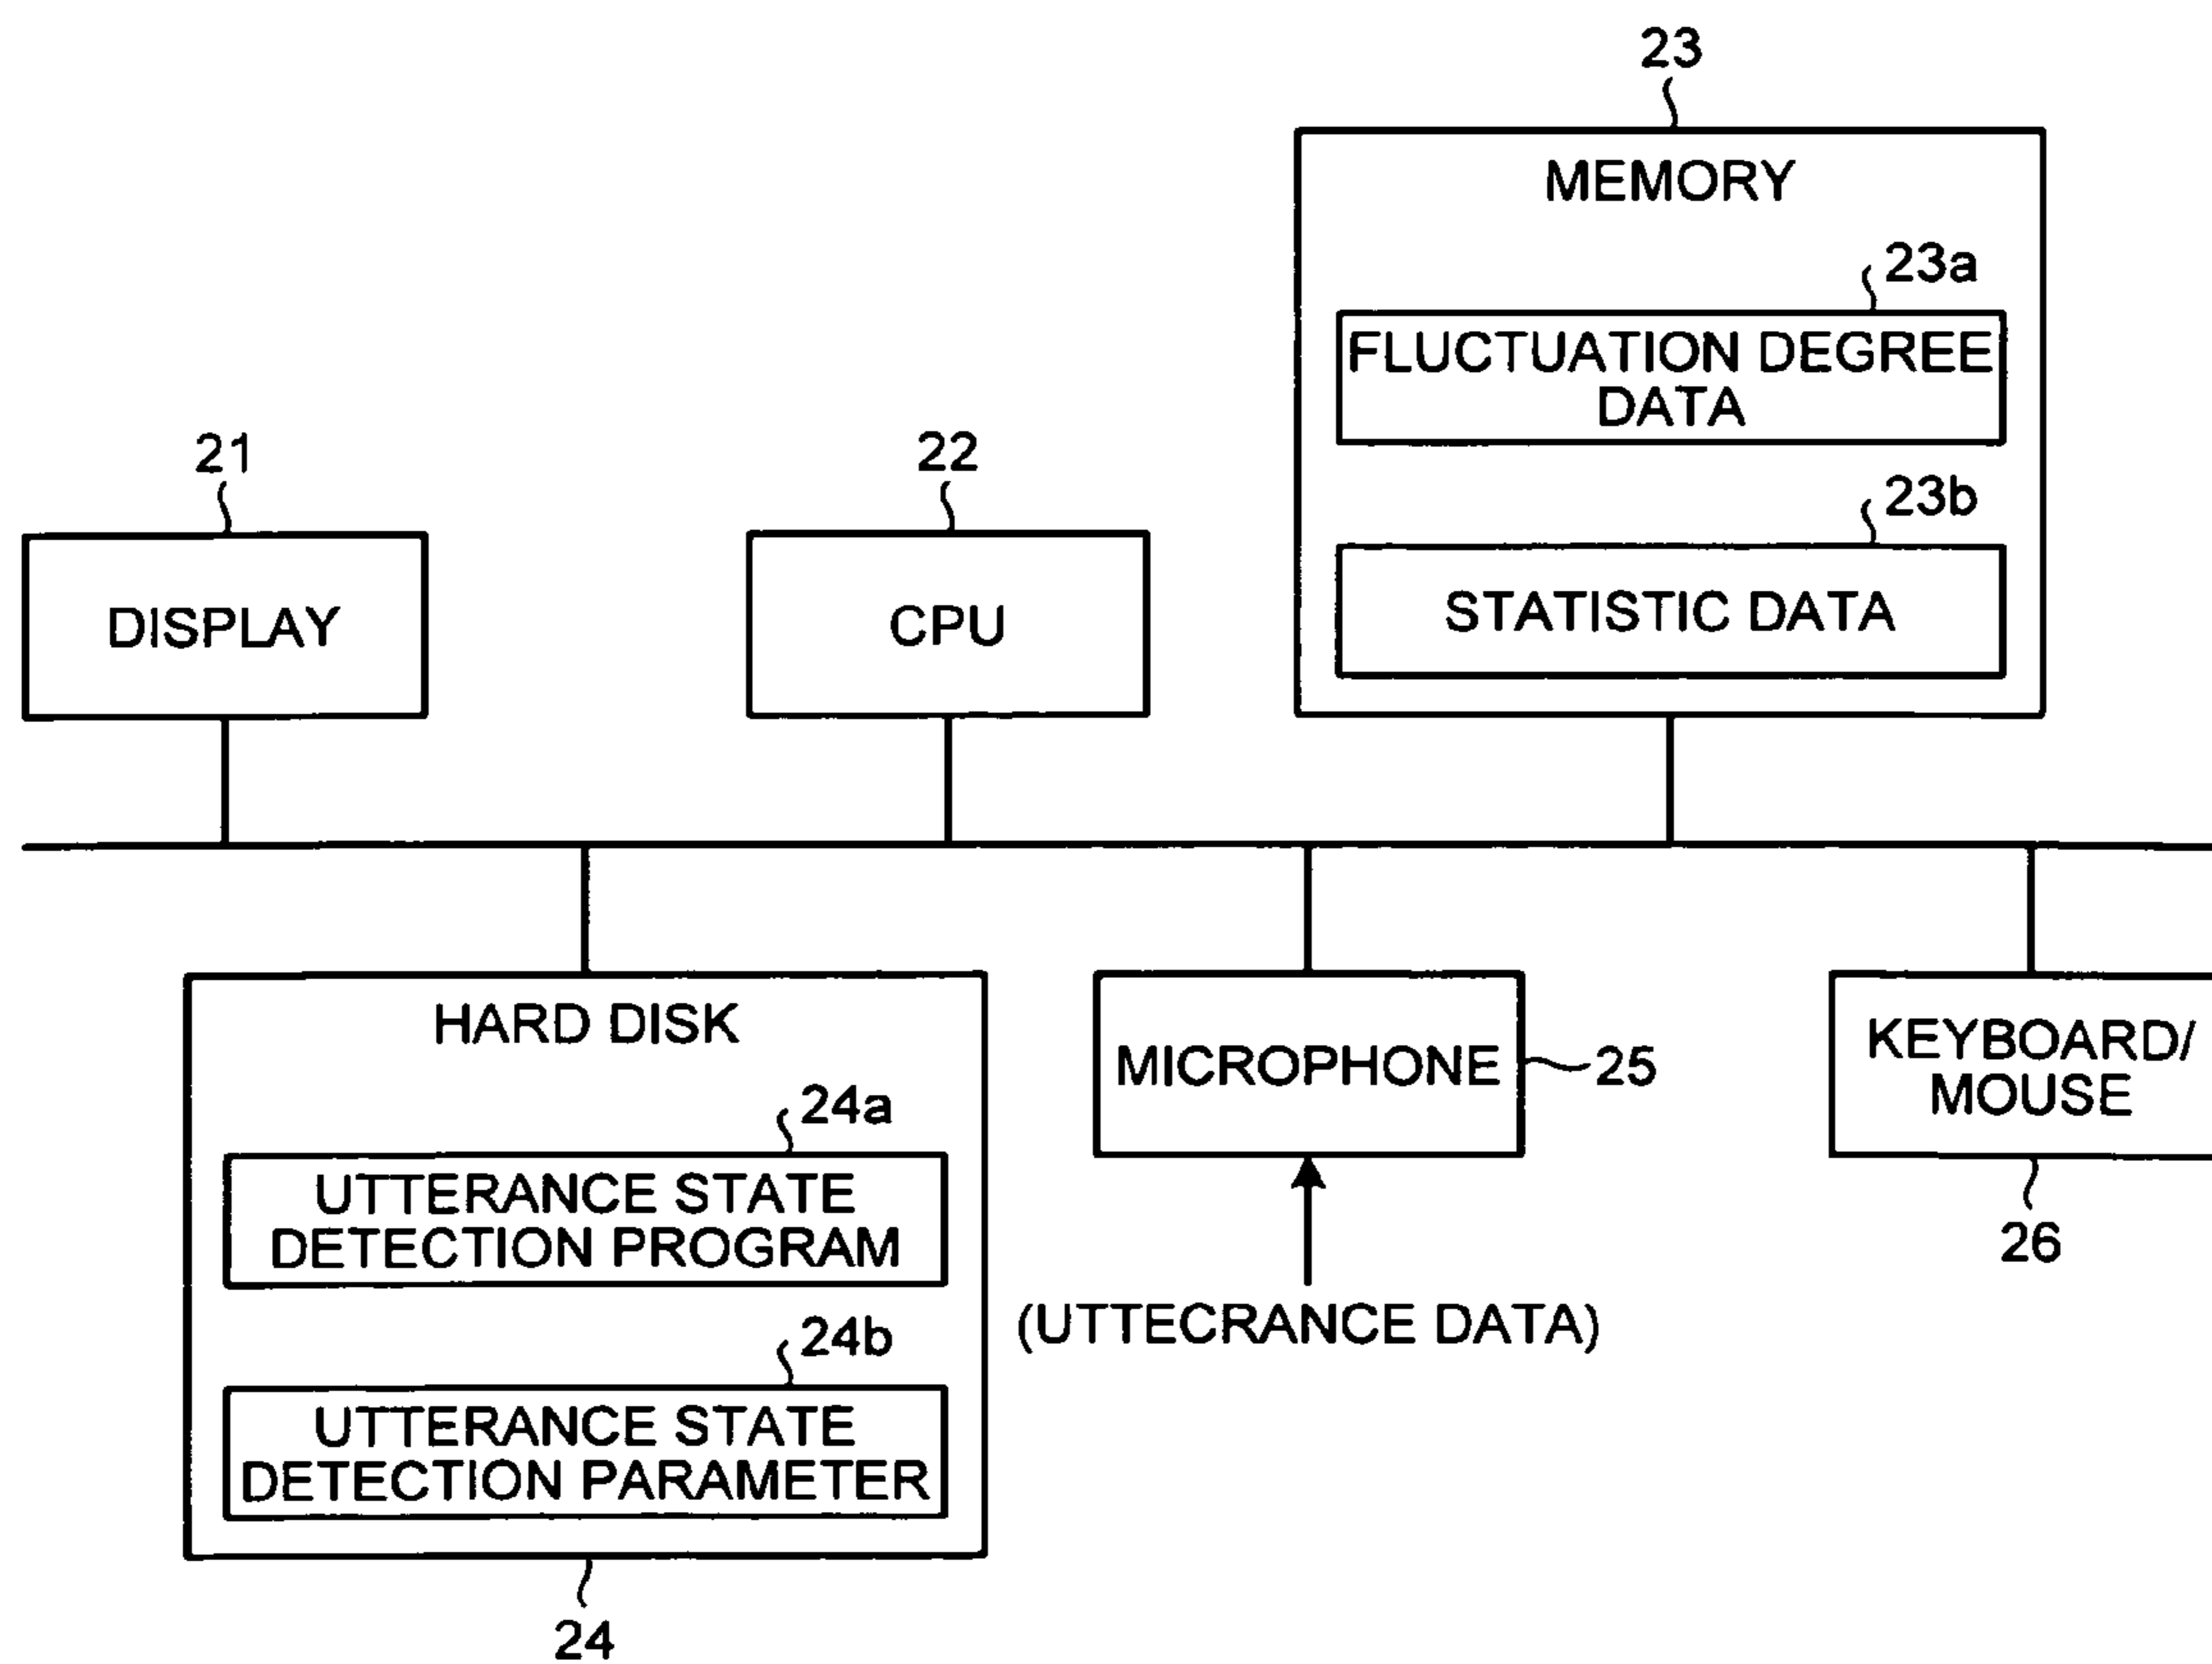 23
MEMORY
23a
FLUCTUATION DEGREE
DATA
23b
STATISTIC DATA
21
DISPLAY
22
CPU
HARD DISK
24a
UTTERANCE STATE
DETECTION PROGRAM
24b
UTTERANCE STATE
DETECTION PARAMETER
24
MICROPHONE
25
(UTTECRANCE DATA)
KEYBOARD/
MOUSE
26